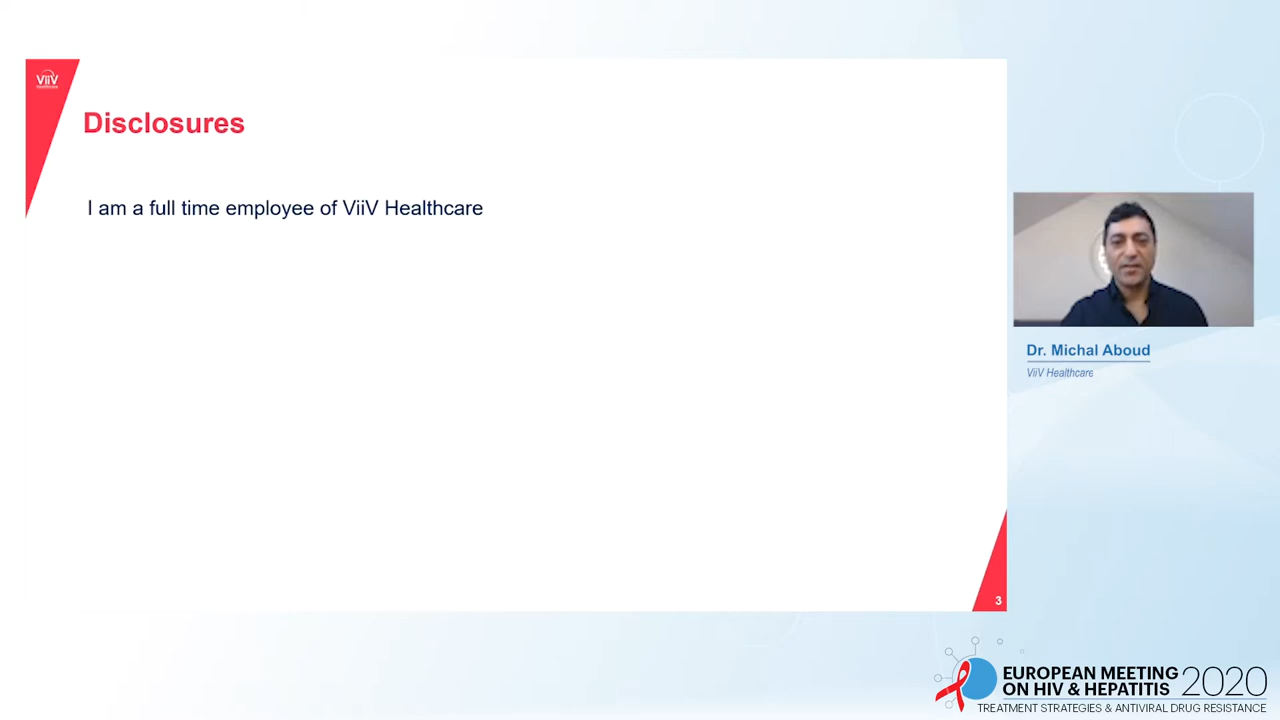 ViiV
Healthcare
Disclosures
I am a full time employee of ViiV Healthcare
Dr. Michal Aboud
ViiV Healthcare
3
EUROPEAN MEETING
ON HIV & HEPATITIS 2020
TREATMENT STRATEGIES & ANTIVIRAL DRUG RESISTANCE